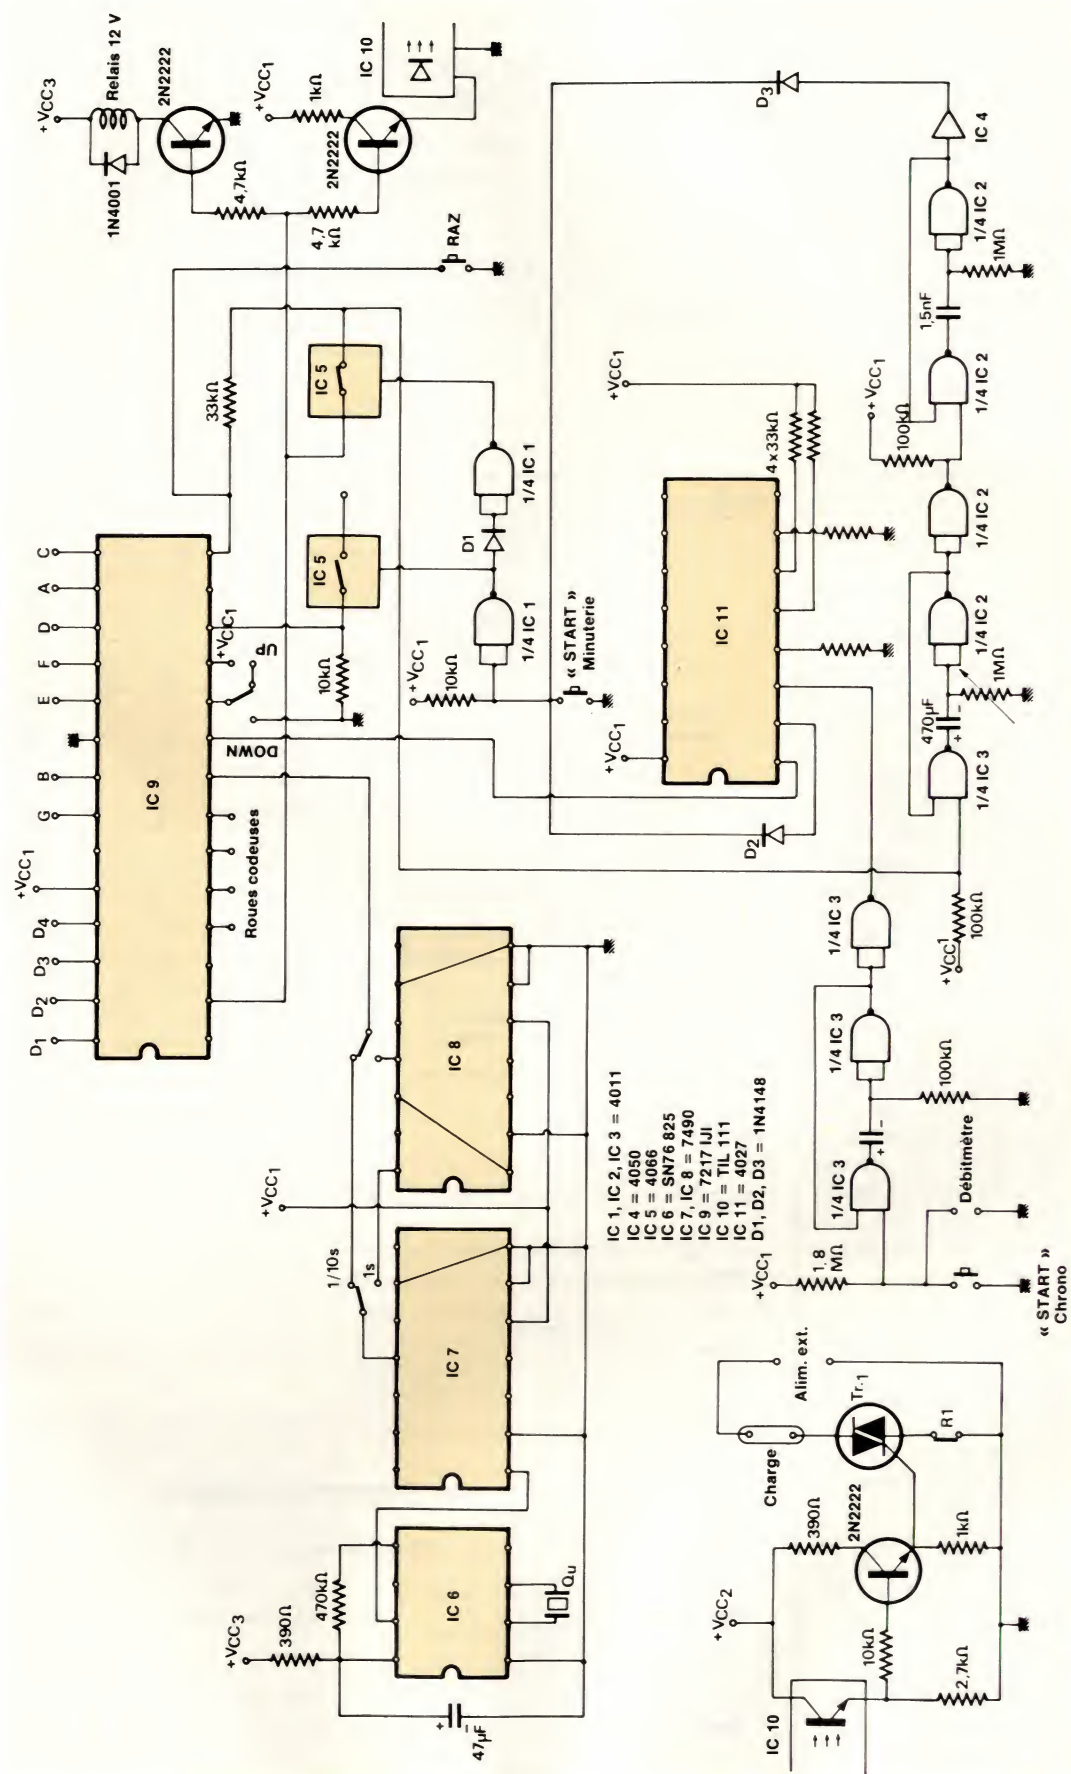 +VCC3
Relais 12 V
1N4001
2N2222
4,7kΩ
4,7
kΩ
+VCC1
1kΩ
2N2222
IC 10
RAZ
33kΩ
IC 5
IC 5
1/4 IC 1
D1
1/4 IC 1
+VCC1
10kΩ
« START »
Minuterie
10kΩ
+VCC1
UP
DOWN
C
A
D
F
E
B
G
+VCC1
D4
D3
D2
D1
IC 9
Roues codeuses
D3
IC 4
1/4 IC 2
1MΩ
1,5nF
1/4 IC 2
+VCC1
100kΩ
1/4 IC 2
1/4 IC 2
1MΩ
470µF
+ -
1/4 IC 3
+VCC1
4 x 33kΩ
IC 11
+VCC1
D2
100kΩ
+VCC1
1/4 IC 3
1/4 IC 3
100kΩ
+ -
1/4 IC 3
Débitmètre
+VCC1
1,8
MΩ
« START »
Chrono
IC 8
+VCC1
1/10s
1s
IC 7
IC 6
Qu
470kΩ
390Ω
+VCC3
+
-
47µF
IC 1, IC 2, IC 3 = 4011
IC 4 = 4050
IC 5 = 4066
IC 6 = SN76 825
IC 7, IC 8 = 7490
IC 9 = 7217 IJI
IC 10 = TIL 111
IC 11 = 4027
D1, D2, D3 = 1N4148
Alim. ext.
Charge
Tr.1
R1
390Ω
2N2222
1kΩ
+VCC2
10kΩ
2,7kΩ
IC 10